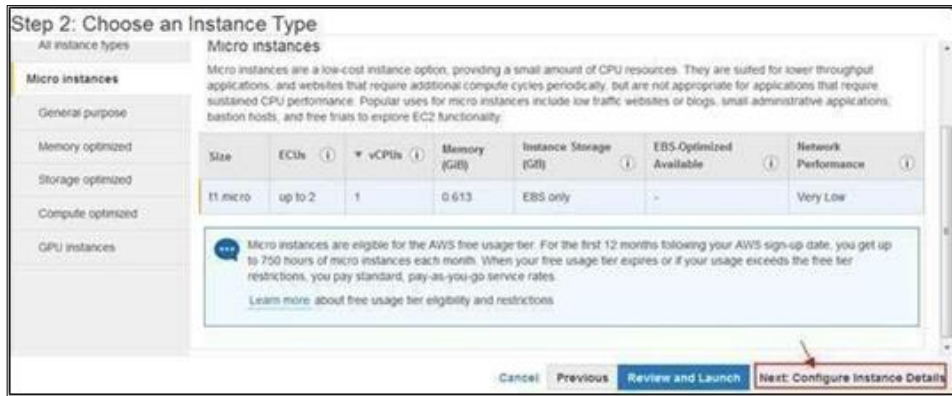 Step 2: Choose an Instance Type
All instance types
Micro instances
General purpose
Memory optimized
Storage optimized
Compute optimized
GPU instances
Micro instances
Micro instances are a low-cost instance option, providing a small amount of CPU resources. They are suited for lower throughput
applications, and websites that require additional compute cycles periodically, but are not appropriate for applications that require
sustained CPU performance. Popular uses for micro instances include low traffic websites or blogs, small administrative applications,
bastion hosts, and free trials to explore EC2 functionality.
Size ECUs vCPUs Memory (GiB) Instance Storage (GB) EBS-Optimized Available Network Performance
t1.micro up to 2 1 0.613 EBS only - Very Low
Micro instances are eligible for the AWS free usage tier. For the first 12 months following your AWS sign-up date, you get up
to 750 hours of micro instances each month. When your free usage tier expires or if your usage exceeds the free tier
restrictions, you pay standard, pay-as-you-go service rates.
Learn more about free usage tier eligibility and restrictions
Cancel Previous Review and Launch Next: Configure Instance Details